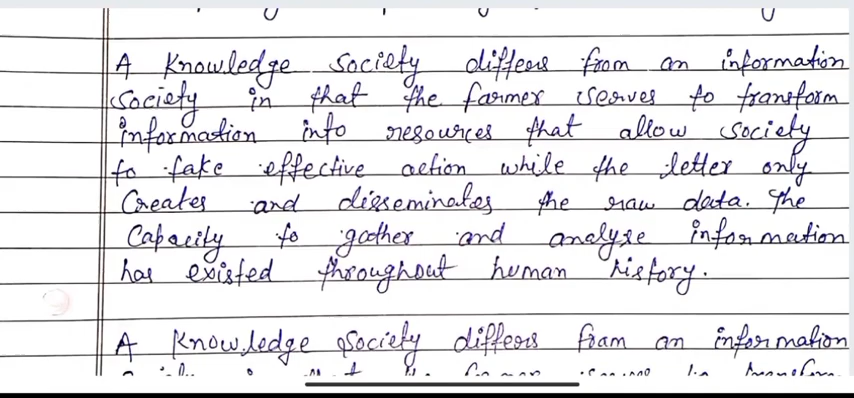 A Knowledge society differs from an information
society in that the farmer serves to transform
information into resources that allow society
to take effective action while the letter only
Creates and disseminates the raw data. The
Capacity to gather and analyze information
has existed throughout human history.
A Knowledge society differs from an information